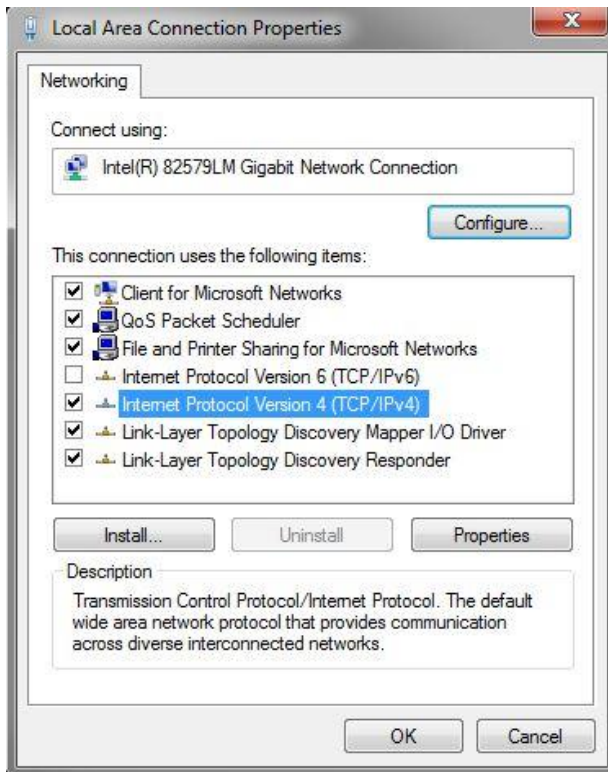 Local Area Connection Properties
Networking
Connect using:
Intel(R) 82579LM Gigabit Network Connection
Configure...
This connection uses the following items:
Client for Microsoft Networks
QoS Packet Scheduler
File and Printer Sharing for Microsoft Networks
Internet Protocol Version 6 (TCP/IPv6)
Internet Protocol Version 4 (TCP/IPv4)
Link-Layer Topology Discovery Mapper I/O Driver
Link-Layer Topology Discovery Responder
Install... Uninstall Properties
Description
Transmission Control Protocol/Internet Protocol. The default
wide area network protocol that provides communication
across diverse interconnected networks.
OK Cancel